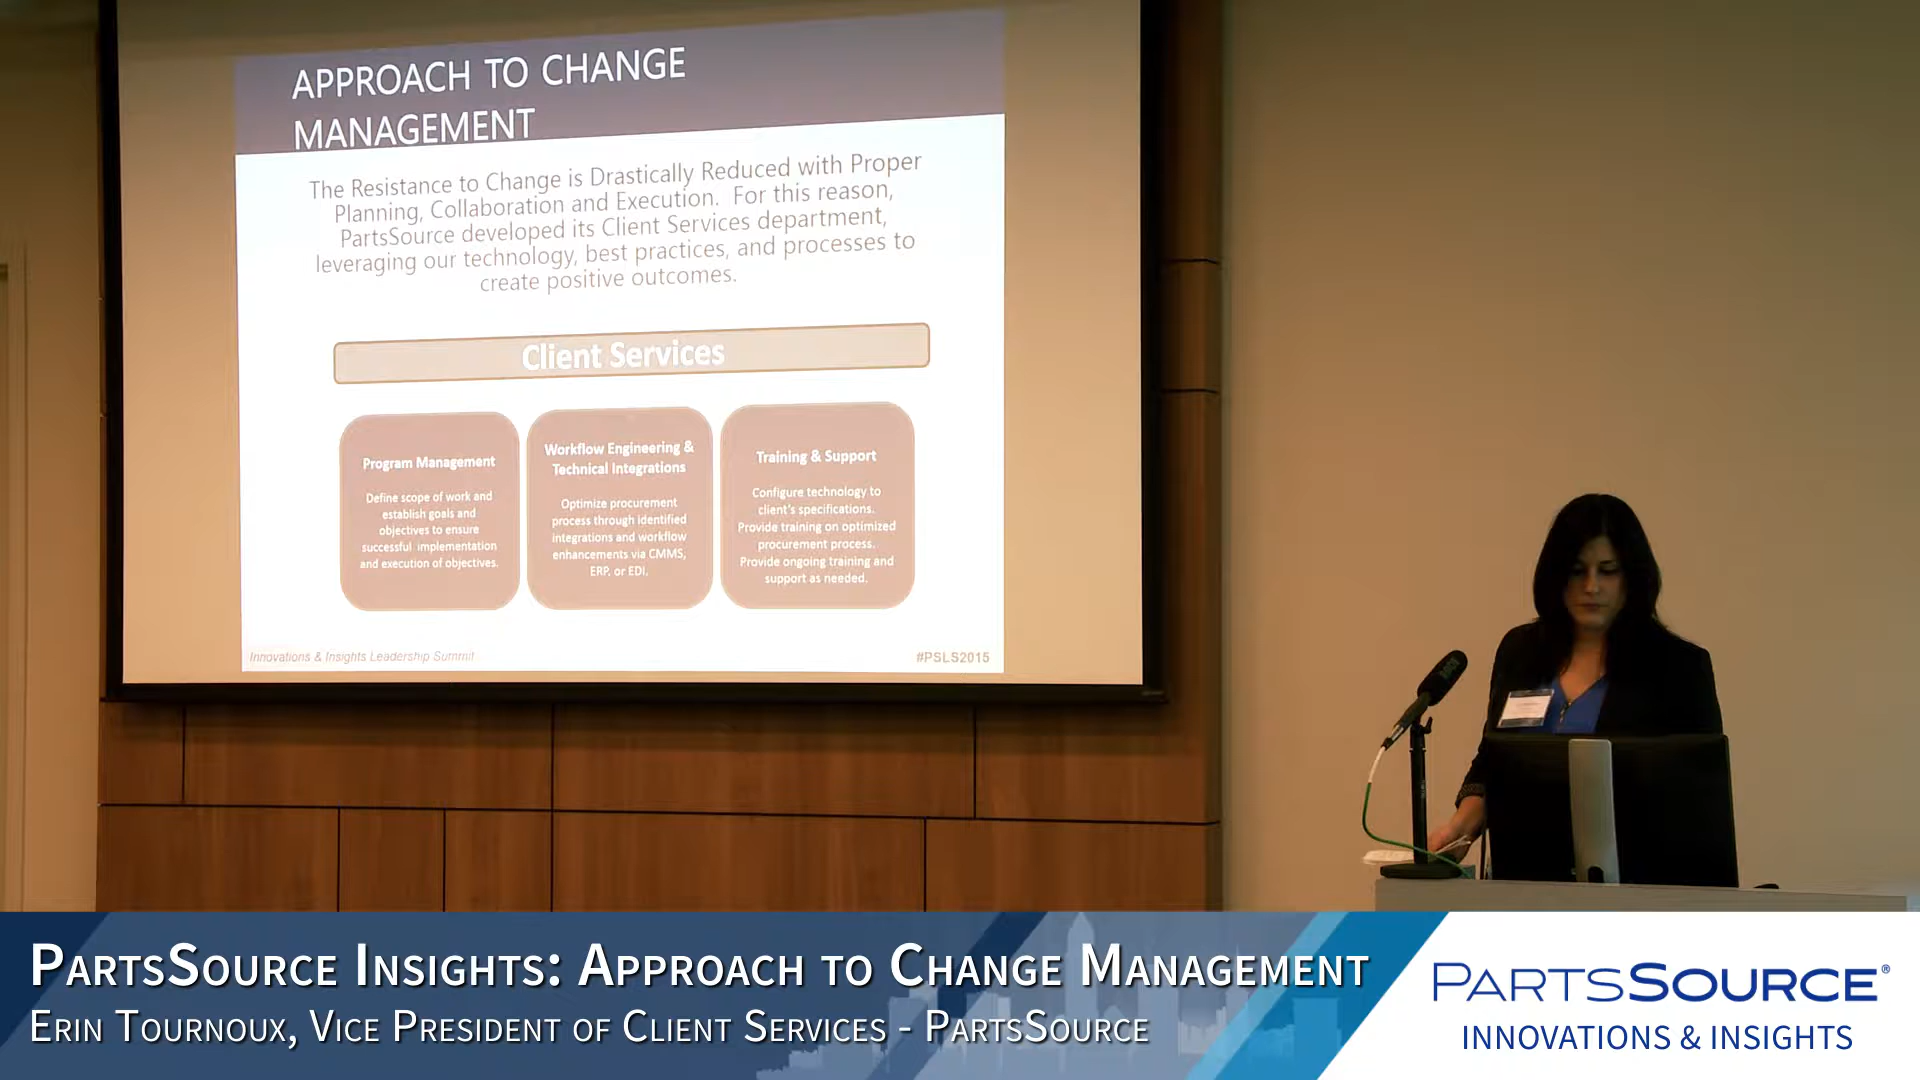 APPROACH TO CHANGE
MANAGEMENT
The Resistance to Change is Drastically Reduced with Proper
Planning, Collaboration and Execution. For this reason,
PartsSource developed its Client Services department,
leveraging our technology, best practices, and processes to
create positive outcomes.
Client Services
Program Management
Define scope of work and
establish goals and
objectives to ensure
successful implementation
and execution of objectives.
Workflow Engineering &
Technical Integrations
Optimize procurement
process through identified
integrations and workflow
enhancements via CMMS,
ERP, or EDI.
Training & Support
Configure technology to
client's specifications.
Provide training on optimized
procurement process.
Provide ongoing training and
support as needed.
Innovations & Insights Leadership Summit
#PSLS2015
PARTSSOURCE INSIGHTS: APPROACH TO CHANGE MANAGEMENT
ERIN TOURNOUX, VICE PRESIDENT OF CLIENT SERVICES - PARTSSOURCE
PARTSSOURCE®
INNOVATIONS & INSIGHTS